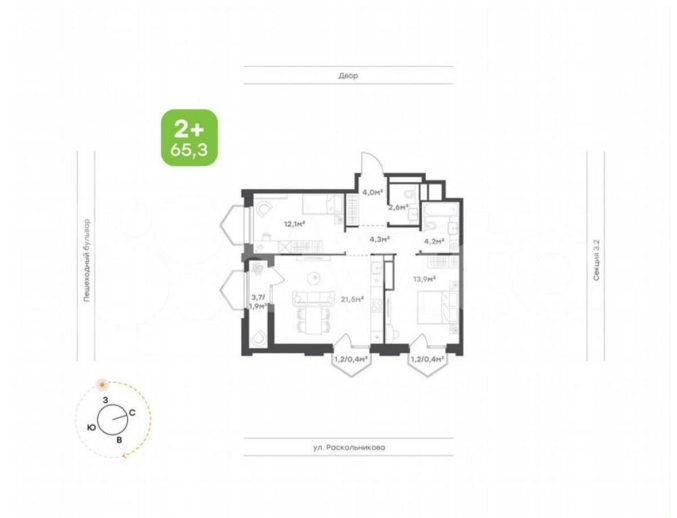 Двор
2+
65,3
4,0м²
2,6м²
12,1м²
4,3м²
4,2м²
Пешеходный бульвар
Секция 3.2
3,7/
1,9м²
21,5м²
13,9м²
1,2/0,4м²
1,2/0,4м²
З
С
Ю
В
ул. Раскольникова